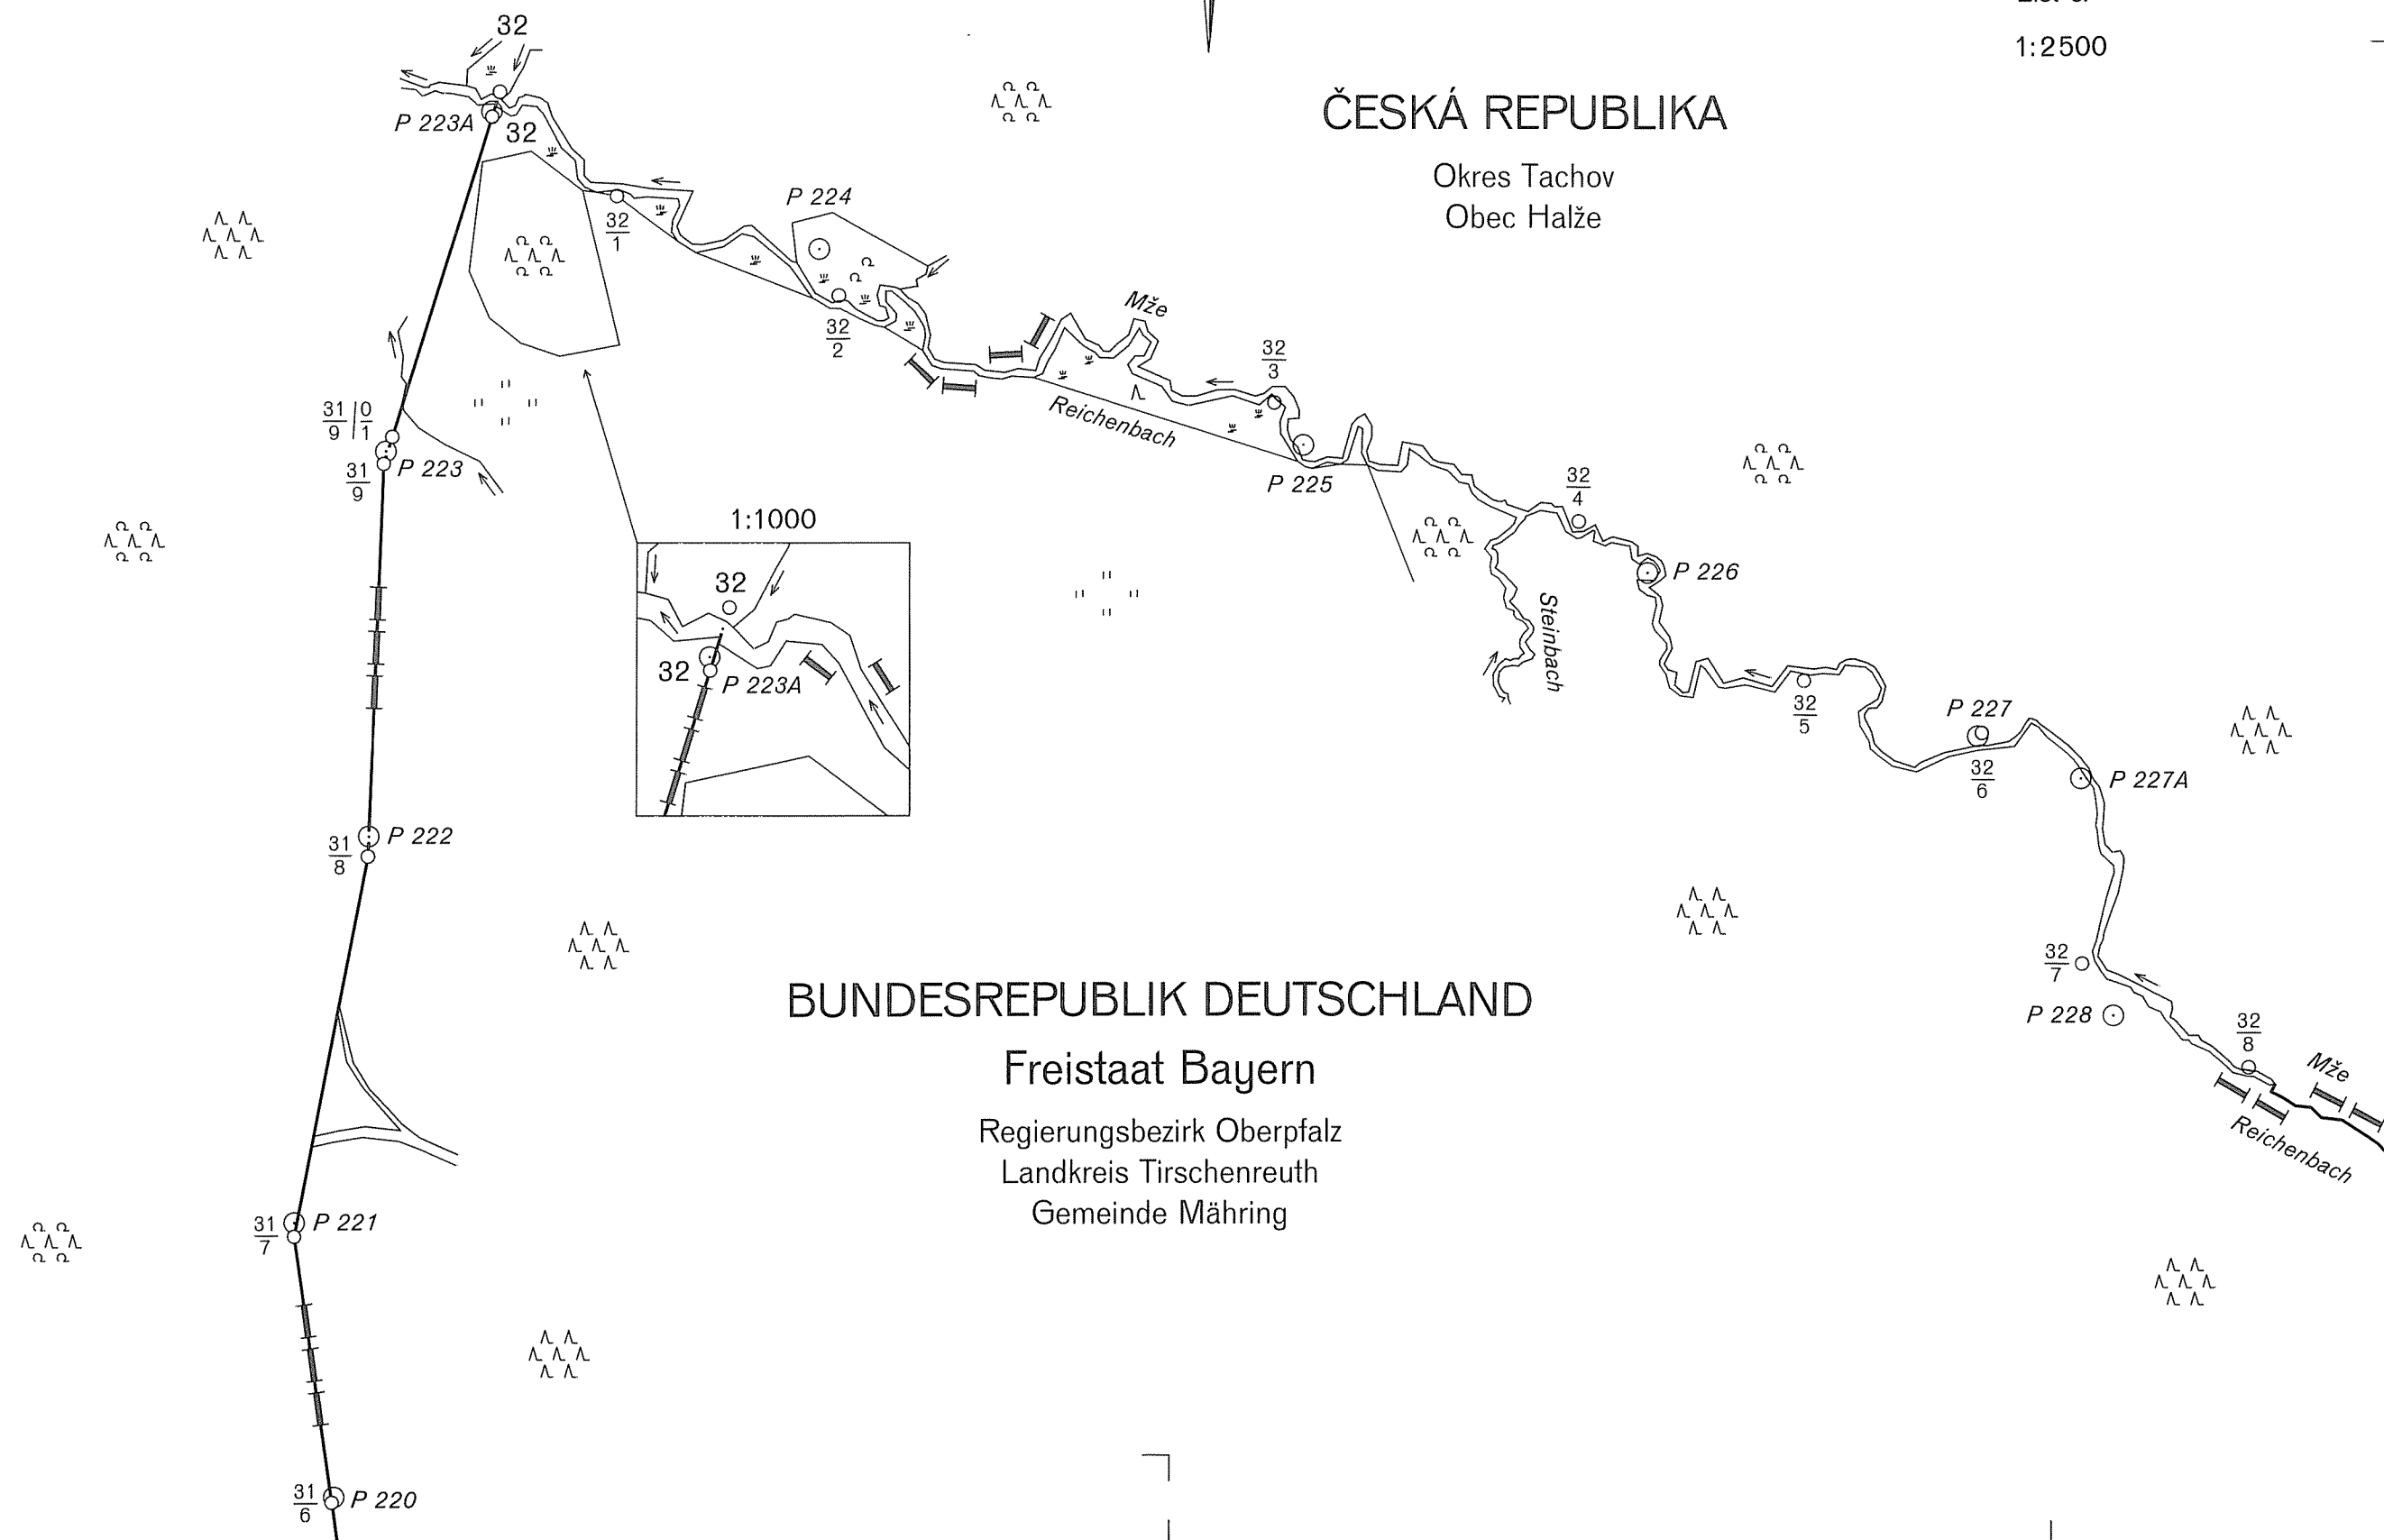 1:2500
32
ČESKÁ REPUBLIKA
Okres Tachov
Obec Halže
P 223A
32
32
1
P 224
32
2
Mže
Reichenbach
32
3
P 225
31 | 0
9 | 1
31
9
P 223
32
4
P 226
Steinbach
1:1000
32
32
P 223A
32
5
P 227
32
6
P 227A
31
8
P 222
32
7
P 228
32
8
Mže
Reichenbach
BUNDESREPUBLIK DEUTSCHLAND
Freistaat Bayern
Regierungsbezirk Oberpfalz
Landkreis Tirschenreuth
Gemeinde Mähring
31
7
P 221
31
6
P 220